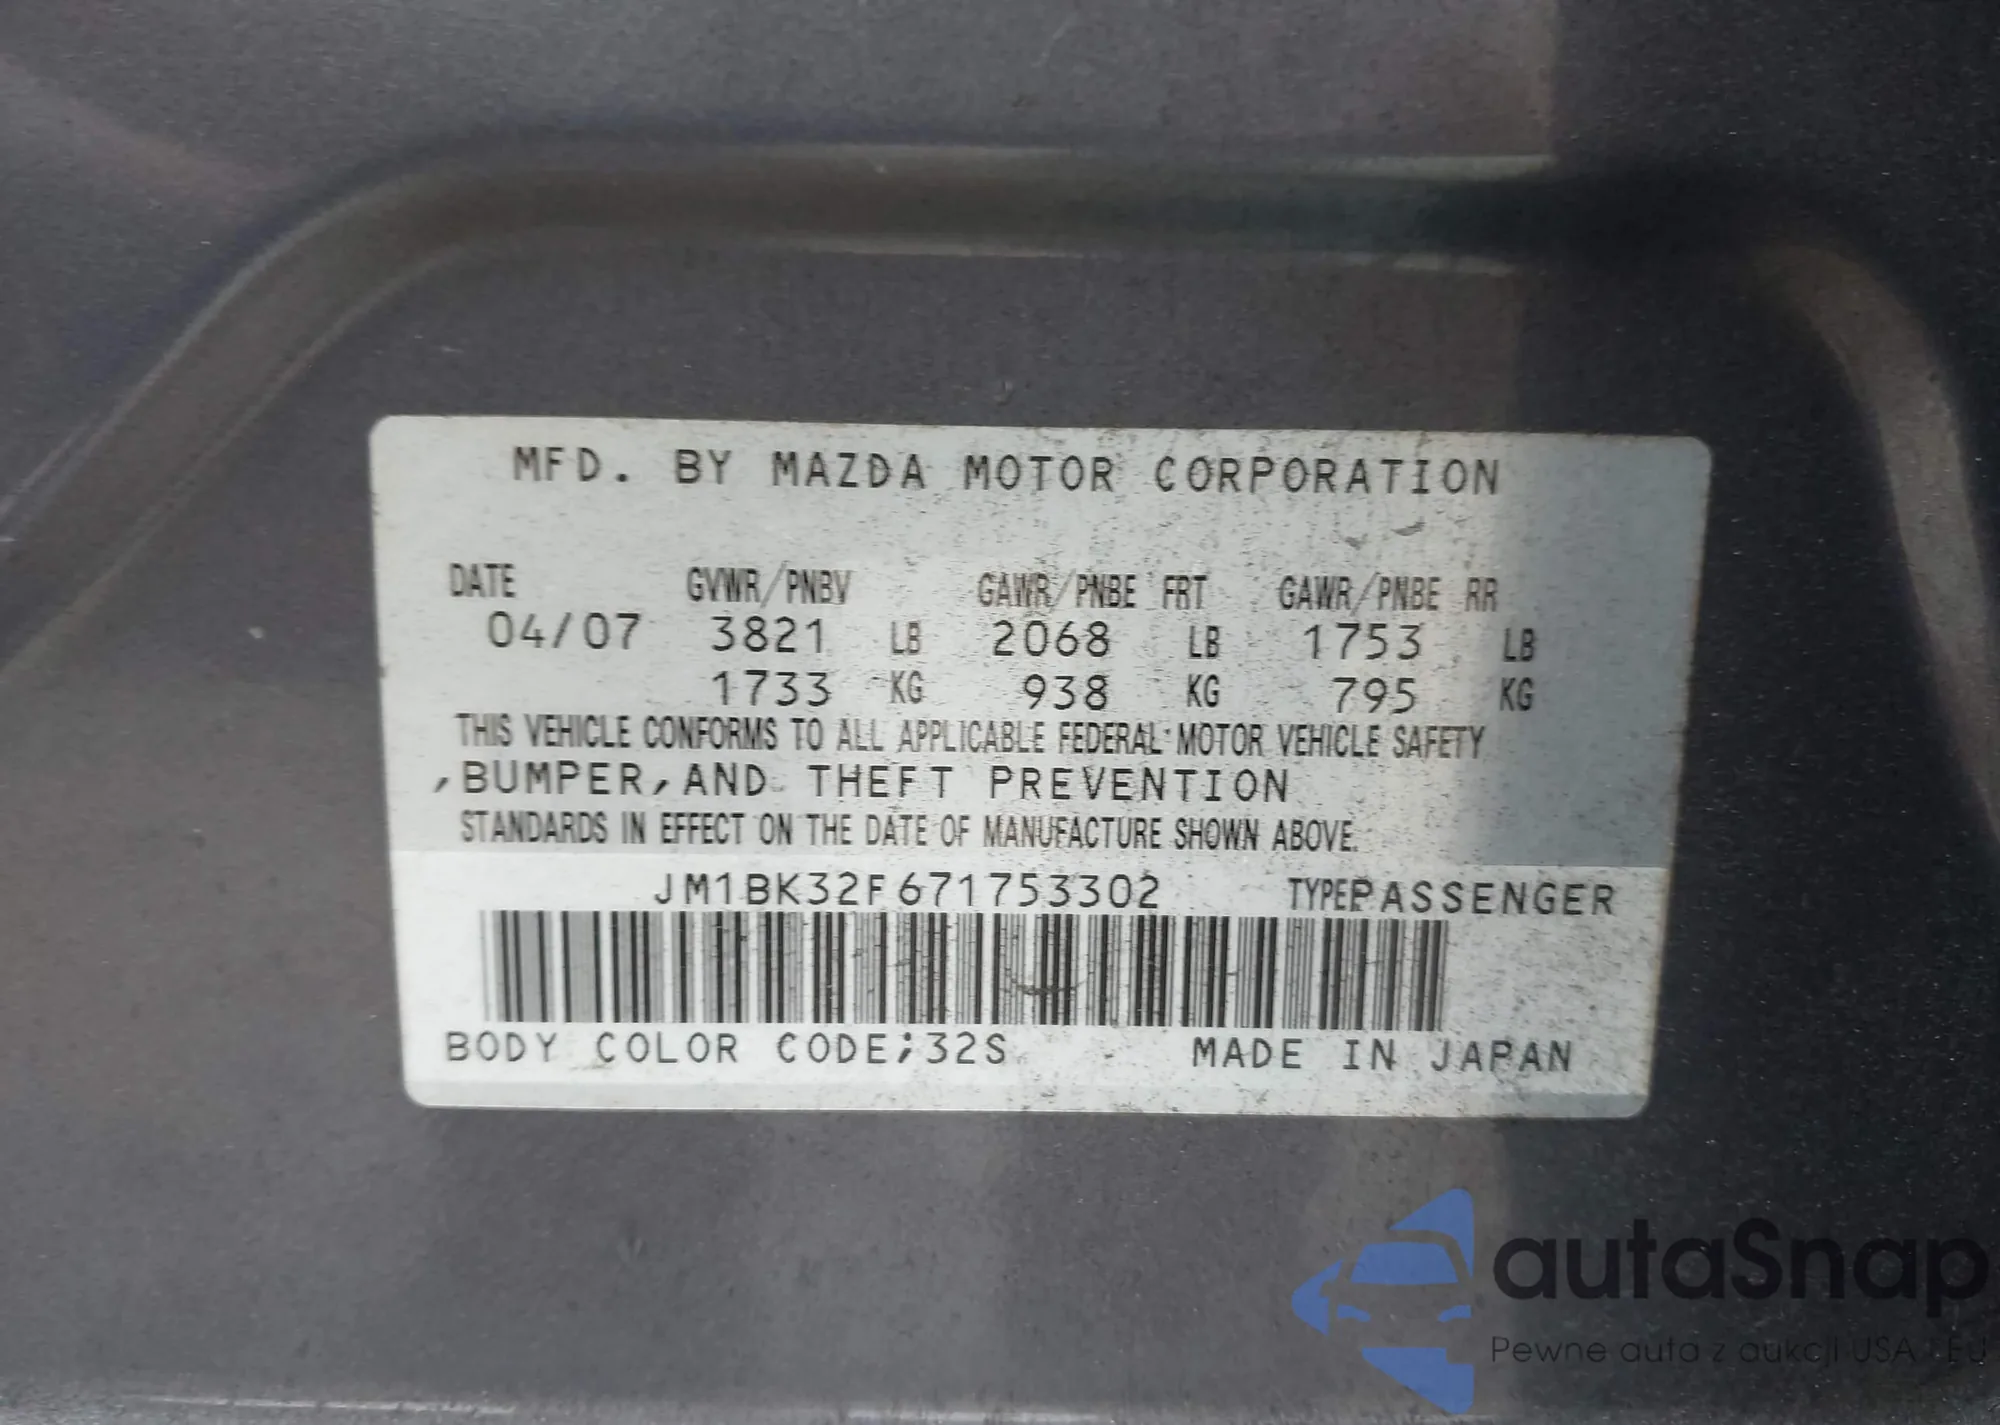 MFD. BY MAZDA MOTOR CORPORATION
DATE GVWR/PNBV GAWR/PNBE FRT GAWR/PNBE RR
04/07 3821 LB 2068 LB 1753 LB
1733 KG 938 KG 795 KG
THIS VEHICLE CONFORMS TO ALL APPLICABLE FEDERAL MOTOR VEHICLE SAFETY
,BUMPER,AND THEFT PREVENTION
STANDARDS IN EFFECT ON THE DATE OF MANUFACTURE SHOWN ABOVE.
JM1BK32F671753302 TYPEPASSENGER
BODY COLOR CODE;32S MADE IN JAPAN
autaSnap
Pewne auta z aukcji USA i EU